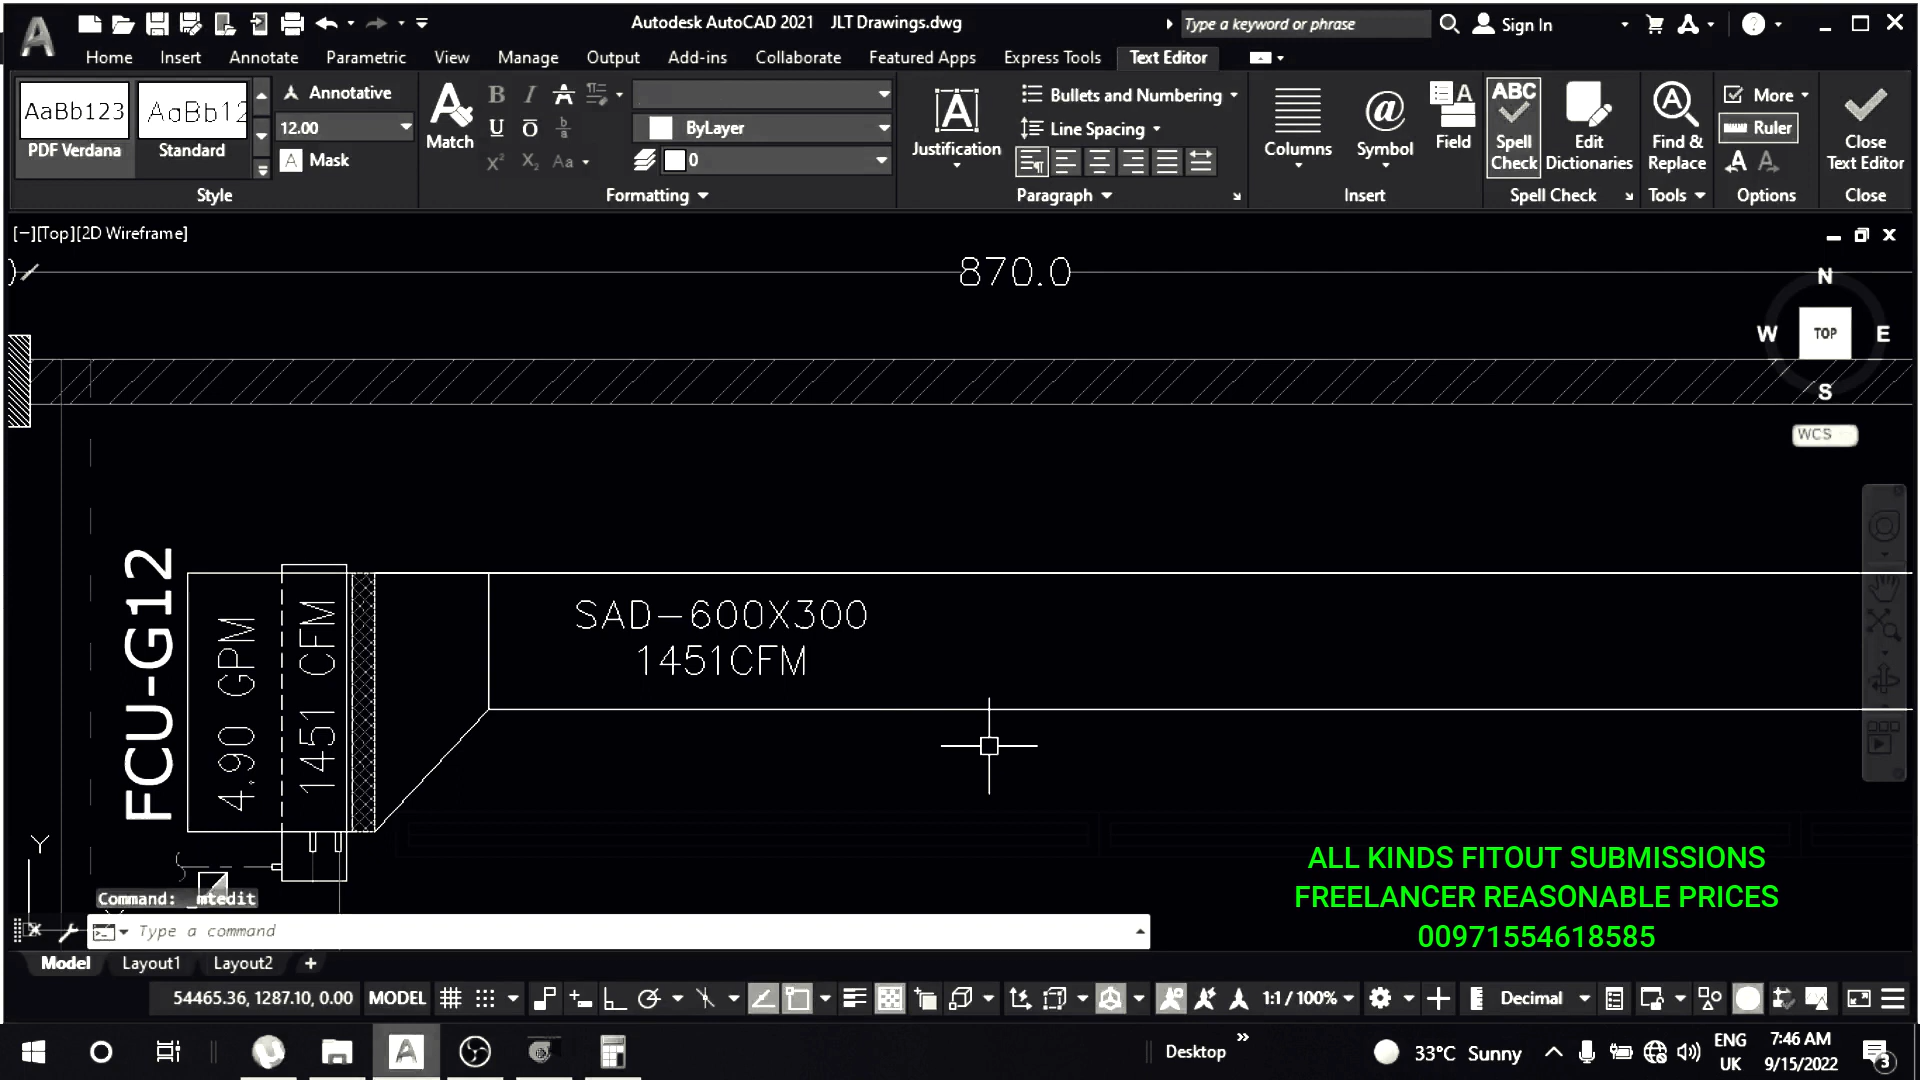 Autodesk AutoCAD 2021 JLT Drawings.dwg
Type a keyword or phrase
Sign In
Home Insert Annotate Parametric View Manage Output Add-ins Collaborate Featured Apps Express Tools Text Editor
AaBb123
PDF Verdana
AaBb12
Standard
Annotative
12.00
Mask
Style
Match
ByLayer
0
Formatting
Justification
Bullets and Numbering
Line Spacing
Paragraph
Columns
Symbol
Field
Insert
ABC
Spell Check
Edit Dictionaries
Spell Check
Find & Replace
Tools
More
Ruler
Options
Close Text Editor
Close
[−][Top][2D Wireframe]
870.0
N
W TOP E
S
WCS
FCU-G12
4.90 GPM
1451 CFM
SAD-600X300
1451CFM
Y
Command: _mtedit
Type a command
ALL KINDS FITOUT SUBMISSIONS
FREELANCER REASONABLE PRICES
00971554618585
Model Layout1 Layout2 +
54465.36, 1287.10, 0.00 MODEL 1:1 / 100% Decimal
Desktop
33°C Sunny
ENG
UK
7:46 AM
9/15/2022
3